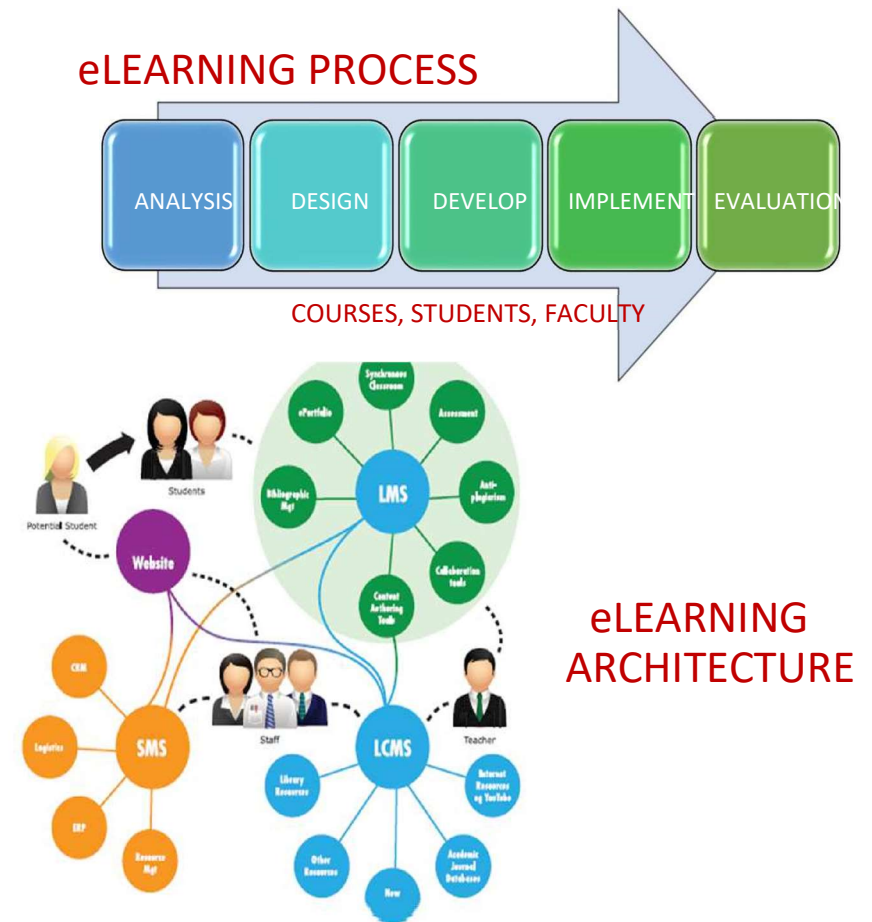 eLEARNING PROCESS
ANALYSIS
DESIGN
DEVELOP
IMPLEMENT
EVALUATION
COURSES, STUDENTS, FACULTY
Synchronous
Classroom
ePortfolio
Assessment
LMS
Bibliographic
Mgt
Anti-
plagiarism
Collaboration
tools
Content
Authoring
Tools
Students
Potential Student
Website
eLEARNING
ARCHITECTURE
CRM
Logistics
SMS
ERP
Resource
Mgt
Staff
LCMS
Teacher
Library
Resources
Internet
Resources
eg YouTube
Other
Resources
Academic
Journal
Databases
New